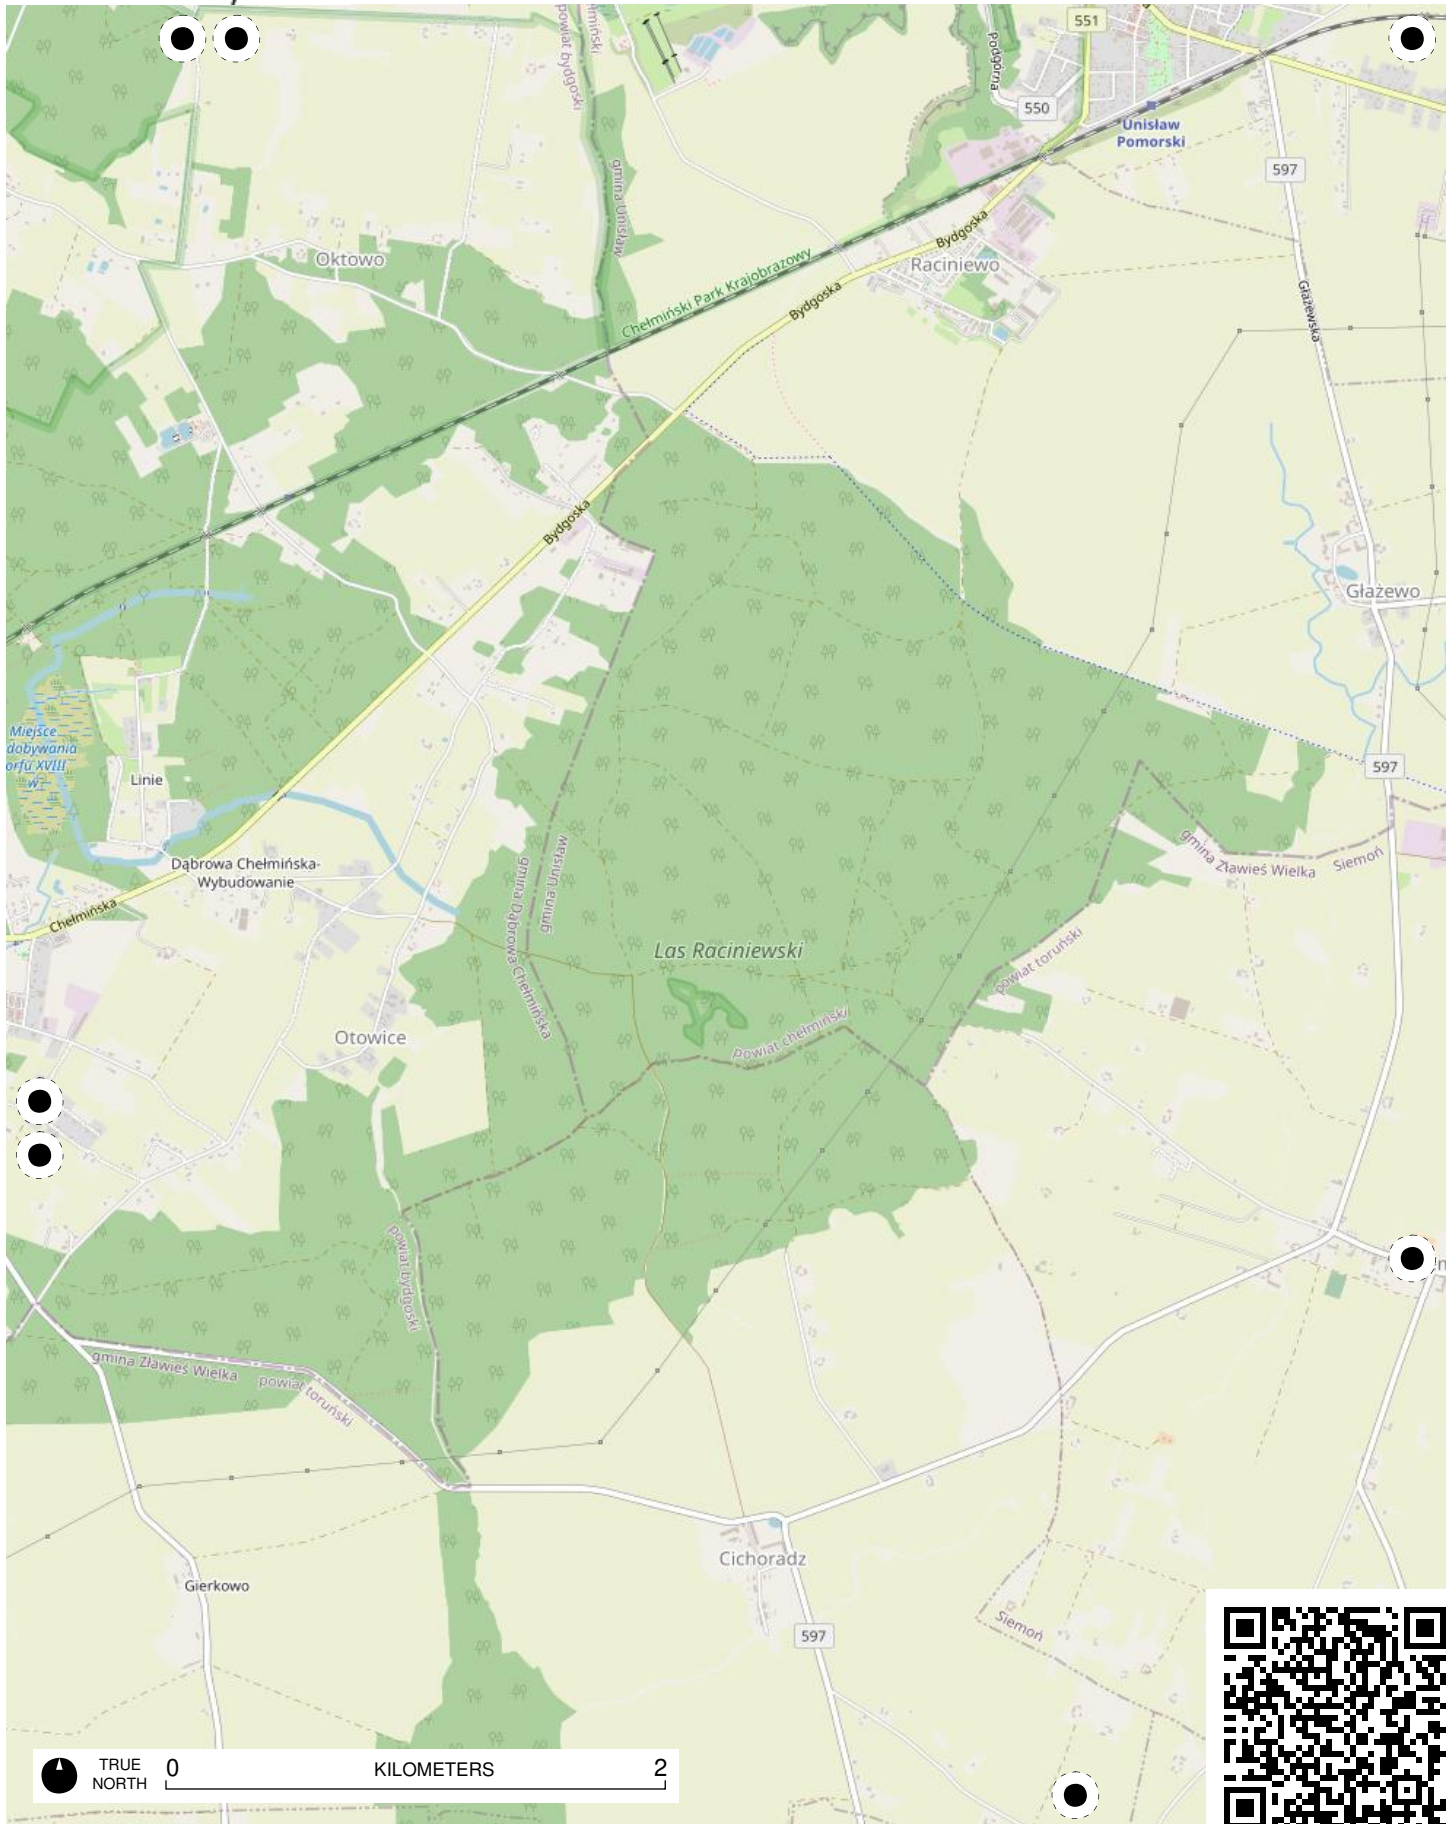 551
Podgórna
550
Unisław
Pomorski
597
powiat bydgoski
gmina Unisław
Oktowo
Bydgoska
Raciniewo
Chełmiński Park Krajobrazowy
Bydgoska
Głażewska
Bydgoska
Głażewo
Miejsce
dobywania
orfu XVIII
w
Linie
597
Dąbrowa Chełmińska-
Wybudowanie
gmina Unisław
gmina Dąbrowa Chełmińska
gmina Zławieś Wielka
Siemoń
Chełmińska
Las Raciniewski
powiat toruński
Otowice
powiat chełmiński
powiat bydgoski
gmina Zławieś Wielka
powiat toruński
Cichoradz
Gierkowo
Siemoń
597
TRUE
NORTH
0 KILOMETERS 2